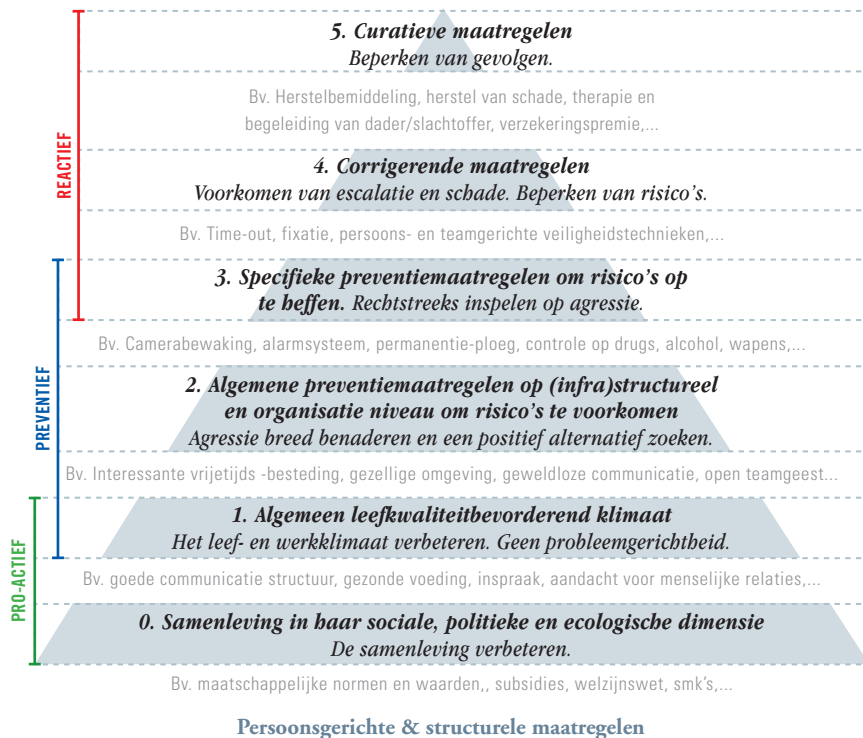 5. Curatieve maatregelen
Beperken van gevolgen.
Bv. Herstelbemiddeling, herstel van schade, therapie en
begeleiding van dader/slachtoffer, verzekeringspremie,...
REACTIEF
4. Corrigerende maatregelen
Voorkomen van escalatie en schade. Beperken van risico's.
Bv. Time-out, fixatie, persoons- en teamgerichte veiligheidstechnieken,...
3. Specifieke preventiemaatregelen om risico's op
te heffen. Rechtstreeks inspelen op agressie.
Bv. Camerabewaking, alarmsysteem, permanentie-ploeg, controle op drugs, alcohol, wapens,...
PREVENTIEF
2. Algemene preventiemaatregelen op (infra)structureel
en organisatie niveau om risico's te voorkomen
Agressie breed benaderen en een positief alternatief zoeken.
Bv. Interessante vrijetijds -besteding, gezellige omgeving, geweldloze communicatie, open teamgeest...
1. Algemeen leefkwaliteitbevorderend klimaat
Het leef- en werkklimaat verbeteren. Geen probleemgerichtheid.
PRO-ACTIEF
Bv. goede communicatie structuur, gezonde voeding, inspraak, aandacht voor menselijke relaties,...
0. Samenleving in haar sociale, politieke en ecologische dimensie
De samenleving verbeteren.
Bv. maatschappelijke normen en waarden,, subsidies, welzijnswet, smk's,...
Persoonsgerichte & structurele maatregelen